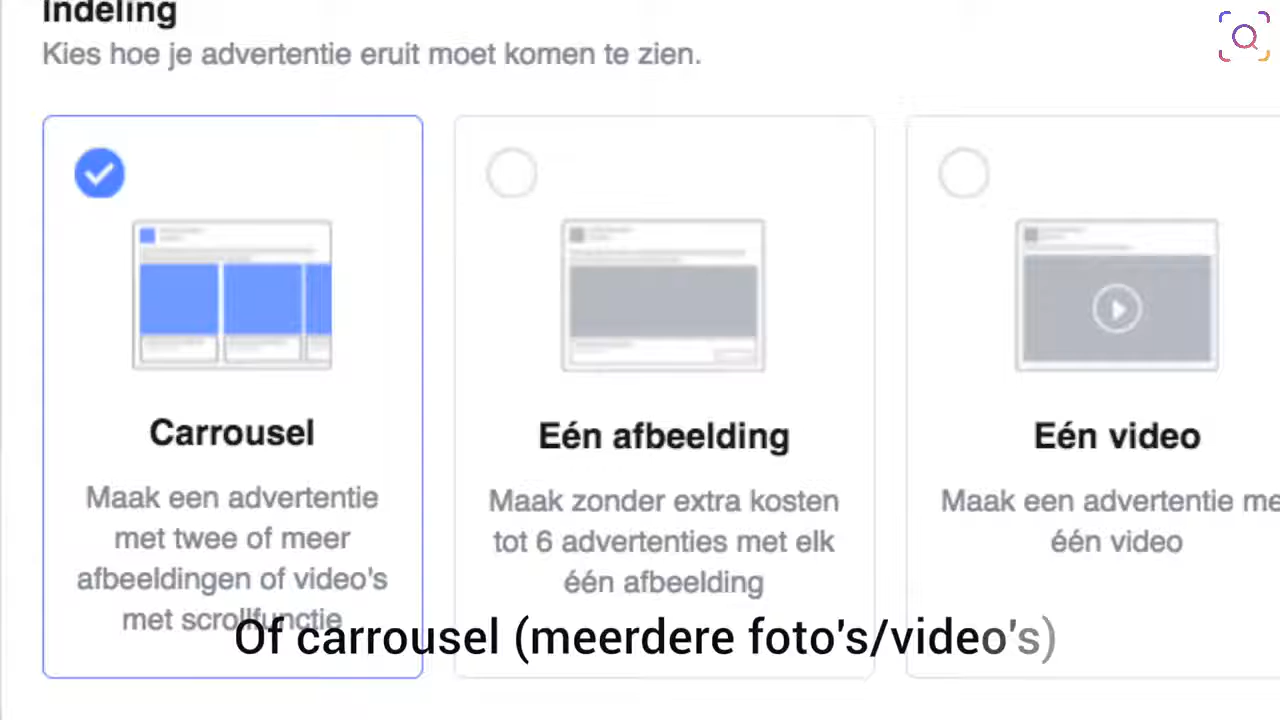 Indeling
Kies hoe je advertentie eruit moet komen te zien.
Carrousel
Maak een advertentie
met twee of meer
afbeeldingen of video's
met scrollfunctie
Eén afbeelding
Maak zonder extra kosten
tot 6 advertenties met elk
één afbeelding
Eén video
Maak een advertentie me
één video
Of carrousel (meerdere foto's/video's)